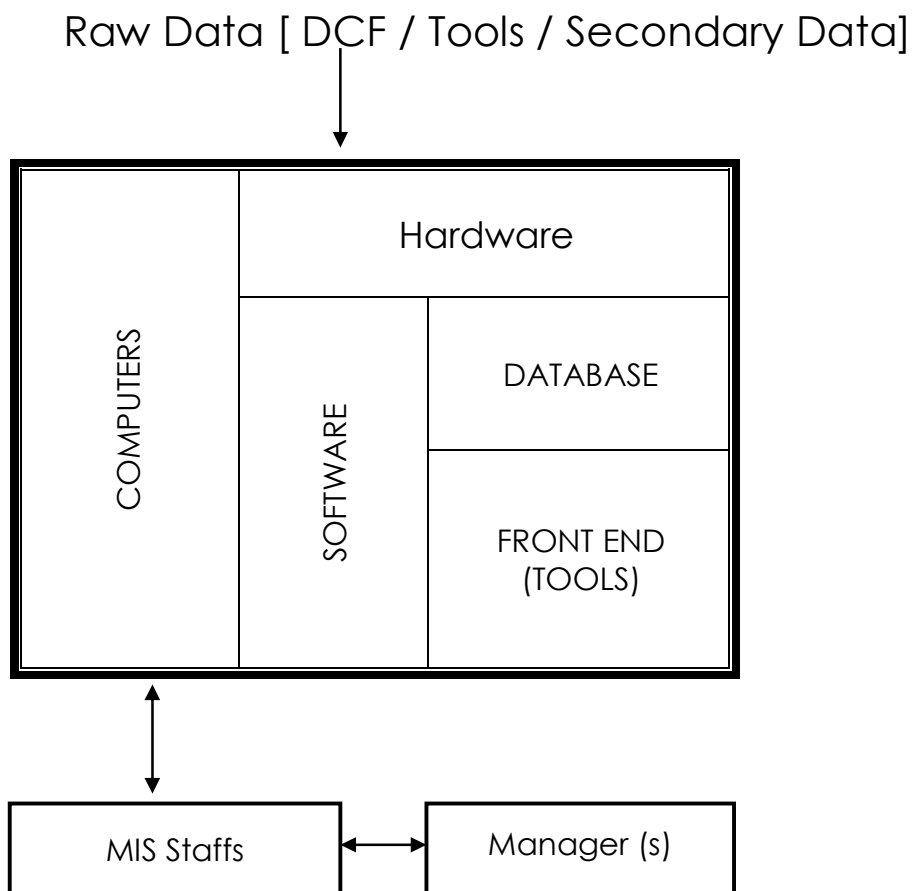 Raw Data [ DCF / Tools / Secondary Data]
Hardware
COMPUTERS
SOFTWARE
DATABASE
FRONT END
(TOOLS)
MIS Staffs
Manager (s)